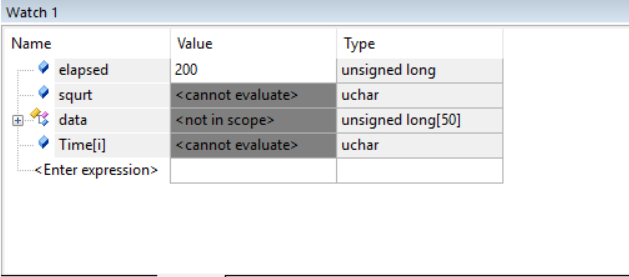 Watch 1
Name Value Type
elapsed 200 unsigned long
squrt <cannot evaluate> uchar
data <not in scope> unsigned long[50]
Time[i] <cannot evaluate> uchar
<Enter expression>